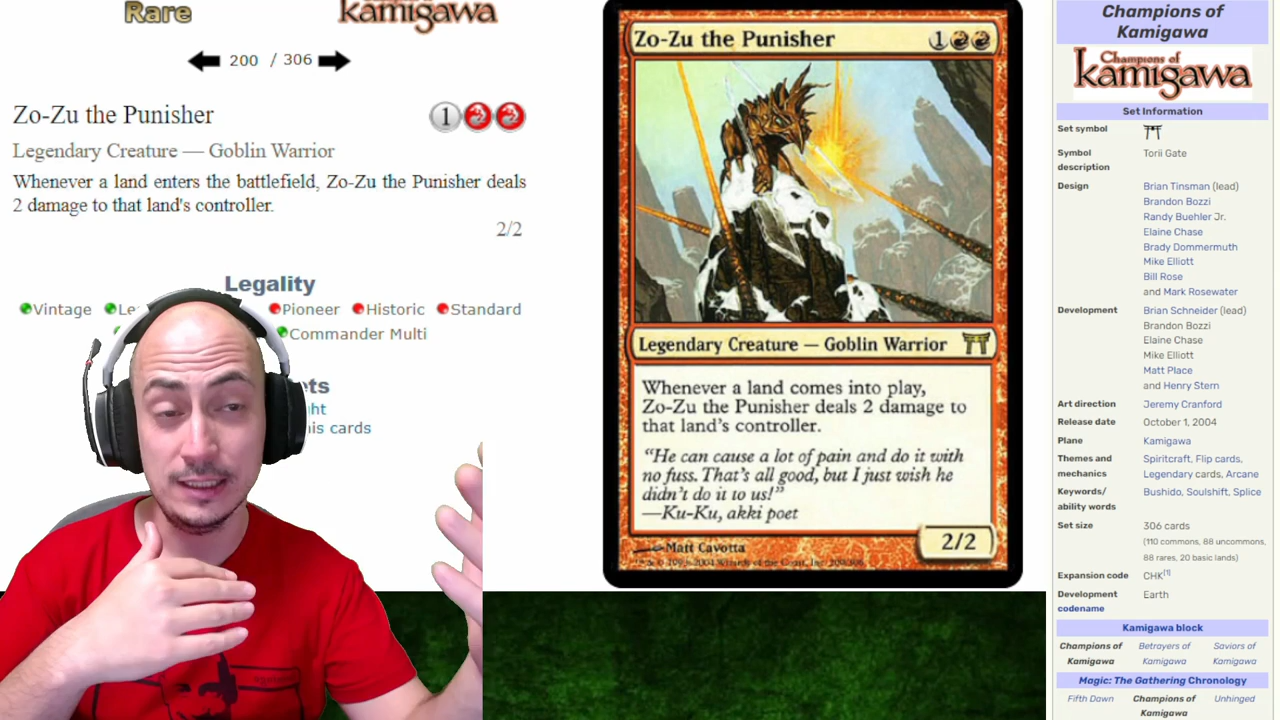 Rare
kamigawa
200 / 306
Zo-Zu the Punisher
1
Legendary Creature — Goblin Warrior
Whenever a land enters the battlefield, Zo-Zu the Punisher deals
2 damage to that land's controller.
2/2
Legality
Vintage Pioneer Historic Standard
Commander Multi
his cards
Zo-Zu the Punisher 1
Legendary Creature — Goblin Warrior
Whenever a land comes into play,
Zo-Zu the Punisher deals 2 damage to
that land's controller.
"He can cause a lot of pain and do it with
no fuss. That's all good, but I just wish he
didn't do it to us!"
—Ku-Ku, akki poet
2/2
Matt Cavotta
Champions of
Kamigawa
Champions of
kamigawa
Set Information
Set symbol
Symbol description Torii Gate
Design Brian Tinsman (lead)
Brandon Bozzi
Randy Buehler Jr.
Elaine Chase
Brady Dommermuth
Mike Elliott
Bill Rose
and Mark Rosewater
Development Brian Schneider (lead)
Brandon Bozzi
Elaine Chase
Mike Elliott
Matt Place
and Henry Stern
Art direction Jeremy Cranford
Release date October 1, 2004
Plane Kamigawa
Themes and Spiritcraft, Flip cards,
mechanics Legendary cards, Arcane
Keywords/ Bushido, Soulshift, Splice
ability words
Set size 306 cards
(110 commons, 88 uncommons,
88 rares, 20 basic lands)
Expansion code CHK[1]
Development Earth
codename
Kamigawa block
Champions of Betrayers of Saviors of
Kamigawa Kamigawa Kamigawa
Magic: The Gathering Chronology
Fifth Dawn Champions of Unhinged
Kamigawa